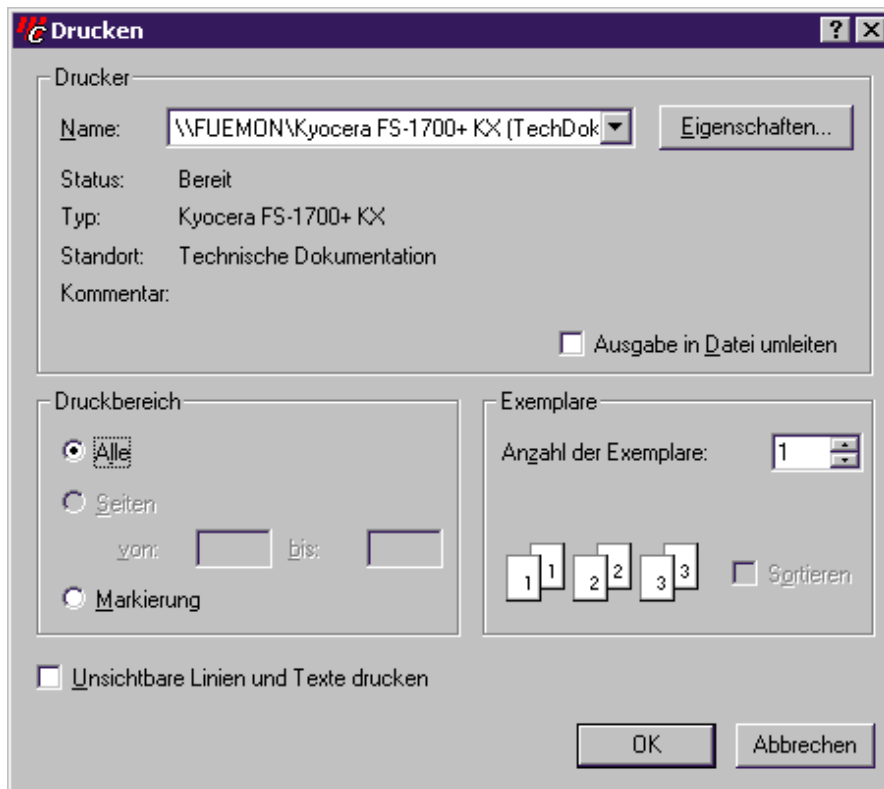 Drucken
Drucker
Name: \\FUEMON\Kyocera FS-1700+ KX (TechDok Eigenschaften...
Status: Bereit
Typ: Kyocera FS-1700+ KX
Standort: Technische Dokumentation
Kommentar:
Ausgabe in Datei umleiten
Druckbereich
Alle
Seiten
von: bis:
Markierung
Exemplare
Anzahl der Exemplare: 1
1 1 2 2 3 3
Sortieren
Unsichtbare Linien und Texte drucken
OK Abbrechen